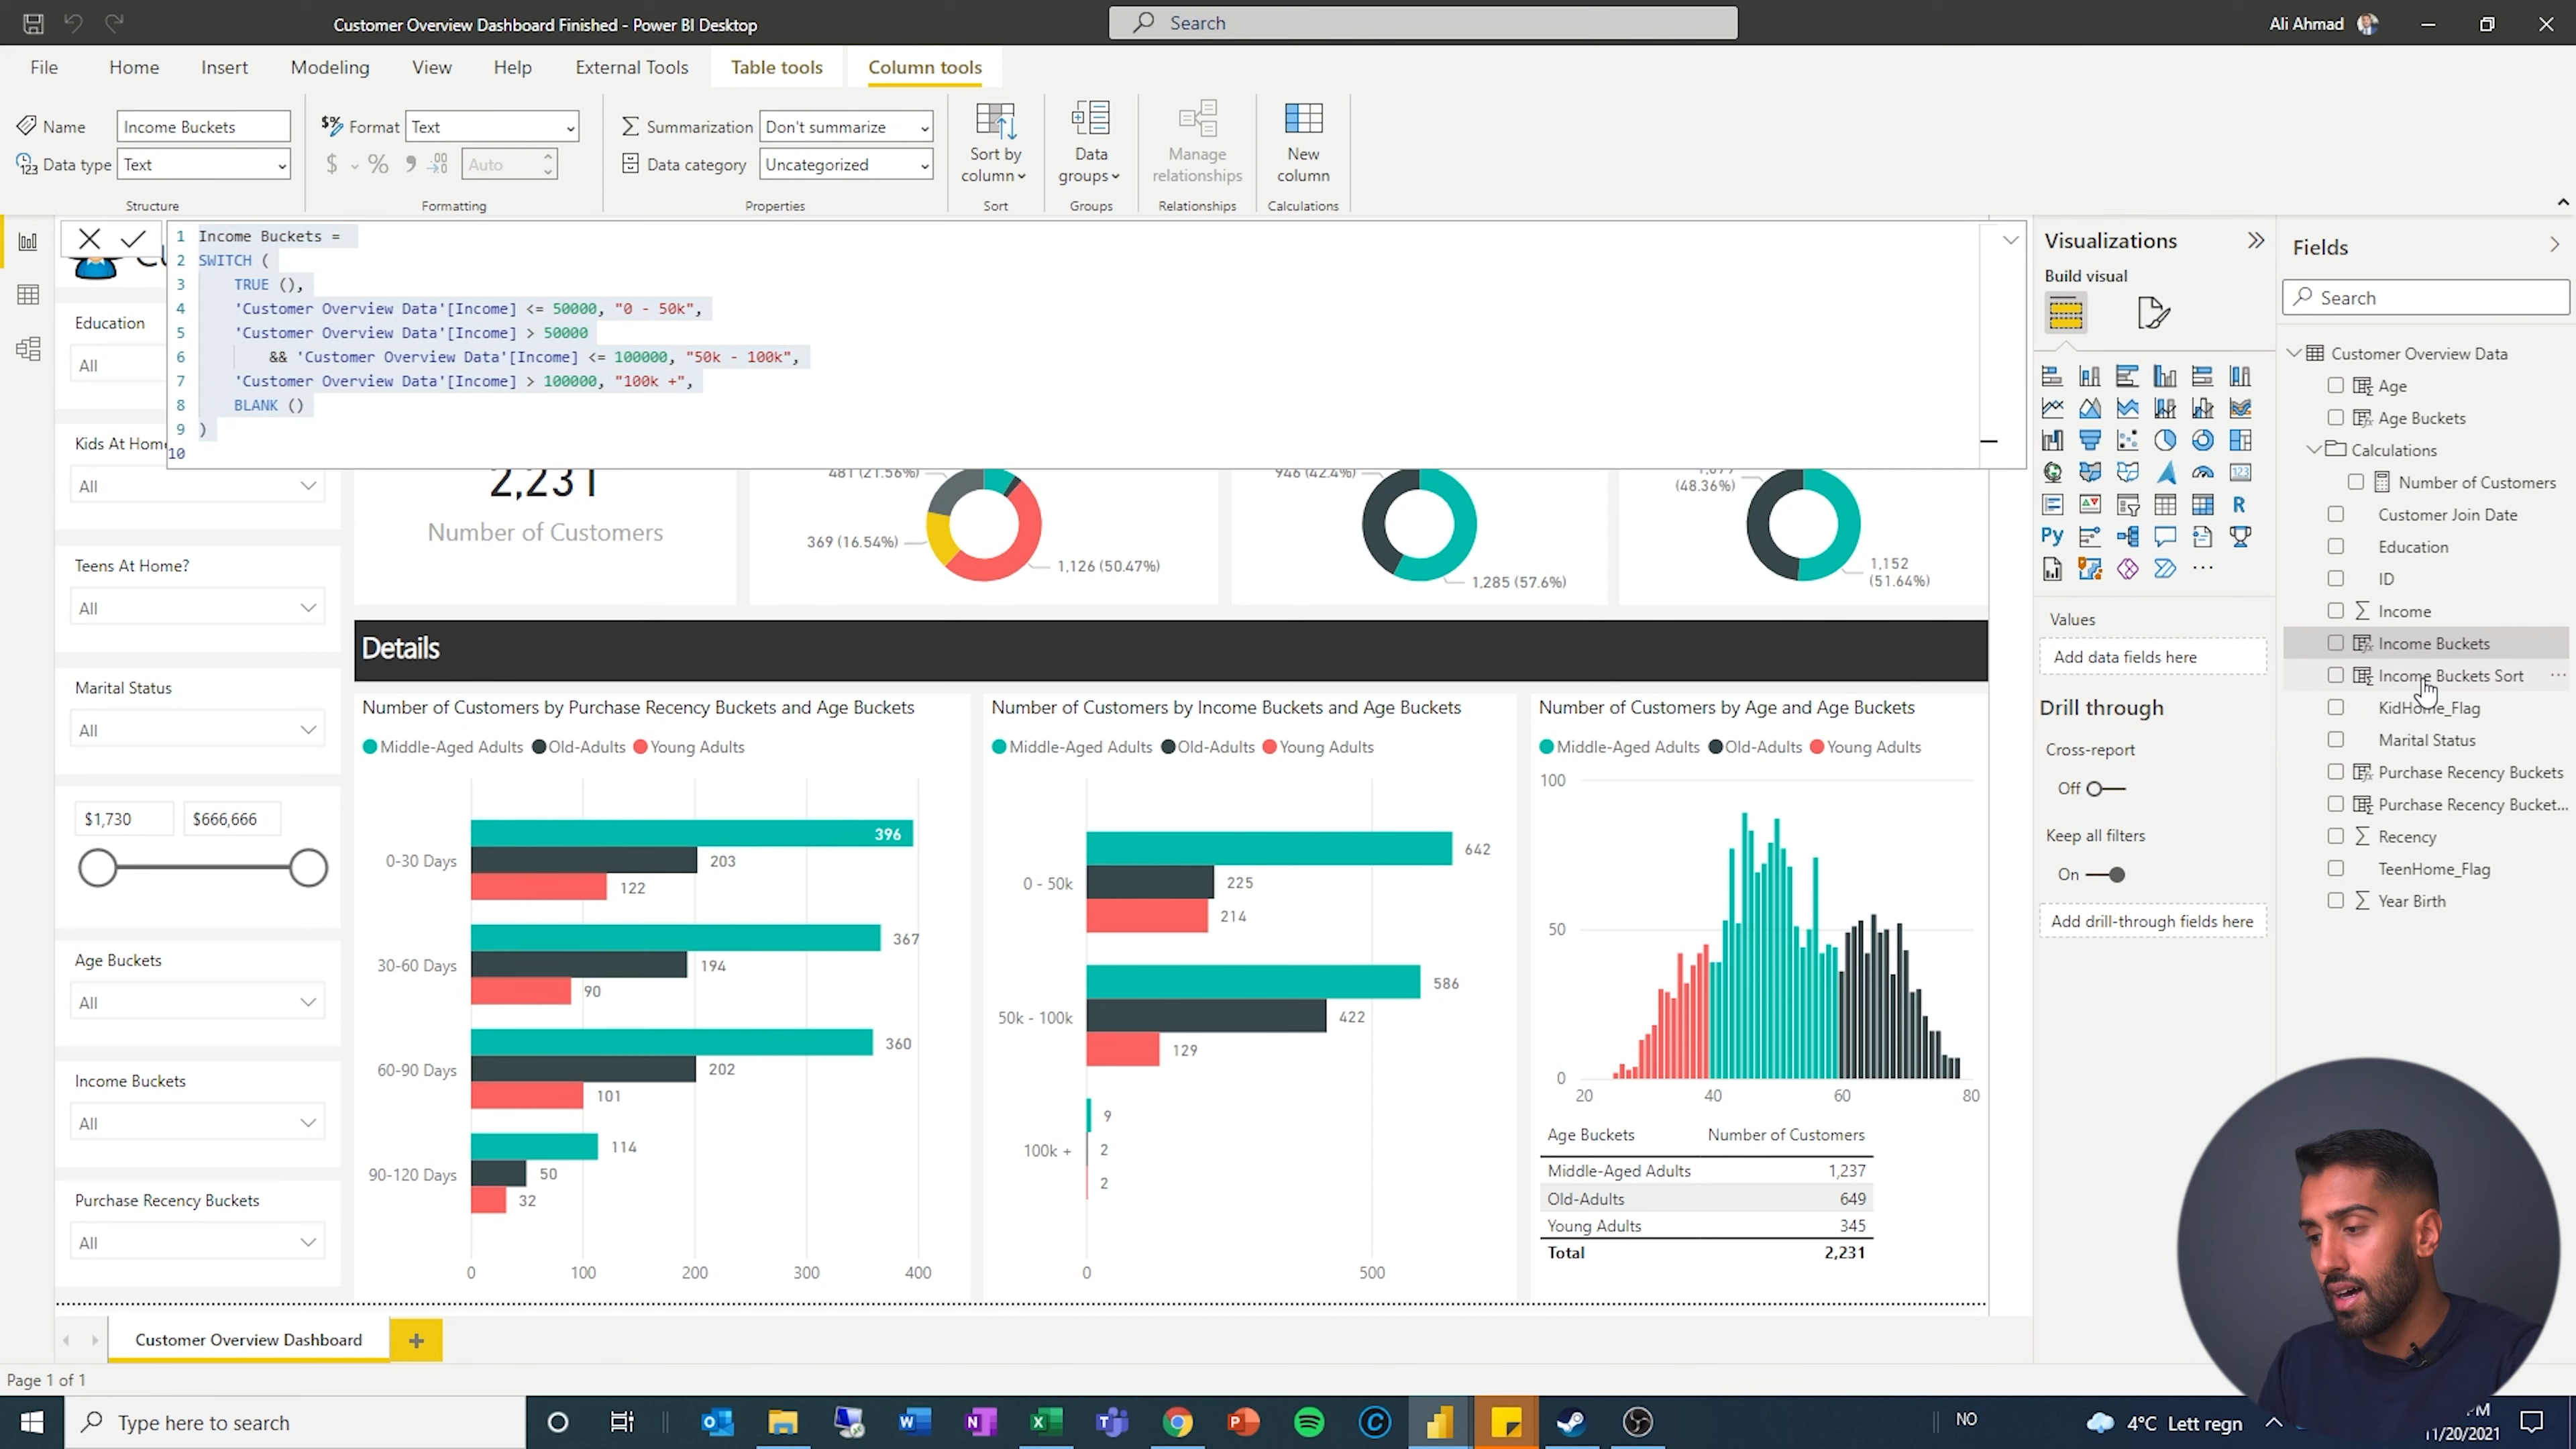 Customer Overview Dashboard Finished - Power BI Desktop
Search
Ali Ahmad
File Home Insert Modeling View Help External Tools Table tools Column tools
Name Income Buckets
Data type Text
Structure
Format Text
$ % 9 .00 Auto
Formatting
Summarization Don't summarize
Data category Uncategorized
Properties
Sort by column
Sort
Data groups
Groups
Manage relationships
Relationships
New column
Calculations
1 Income Buckets =
2 SWITCH (
3 TRUE (),
4 'Customer Overview Data'[Income] <= 50000, "0 - 50k",
5 'Customer Overview Data'[Income] > 50000
6 && 'Customer Overview Data'[Income] <= 100000, "50k - 100k",
7 'Customer Overview Data'[Income] > 100000, "100k +",
8 BLANK ()
9 )
10
Education
All
Kids At Home
All
Teens At Home?
All
Marital Status
All
$1,730 $666,666
Age Buckets
All
Income Buckets
All
Purchase Recency Buckets
All
2,231
Number of Customers
481 (21.56%)
369 (16.54%)
1,126 (50.47%)
946 (42.4%)
1,285 (57.6%)
(48.36%)
1,152
(51.64%)
Details
Number of Customers by Purchase Recency Buckets and Age Buckets
Middle-Aged Adults Old-Adults Young Adults
0-30 Days 396 203 122
30-60 Days 367 194 90
60-90 Days 360 202 101
90-120 Days 114 50 32
0 100 200 300 400
Number of Customers by Income Buckets and Age Buckets
Middle-Aged Adults Old-Adults Young Adults
0 - 50k 642 225 214
50k - 100k 586 422 129
100k + 9 2 2
0 500
Number of Customers by Age and Age Buckets
Middle-Aged Adults Old-Adults Young Adults
100
50
0
20 40 60 80
Age Buckets Number of Customers
Middle-Aged Adults 1,237
Old-Adults 649
Young Adults 345
Total 2,231
Visualizations
Build visual
123
R
Py
Values
Add data fields here
Drill through
Cross-report
Off
Keep all filters
On
Add drill-through fields here
Fields
Search
Customer Overview Data
Age
Age Buckets
Calculations
Number of Customers
Customer Join Date
Education
ID
Income
Income Buckets
Income Buckets Sort
KidHome_Flag
Marital Status
Purchase Recency Buckets
Purchase Recency Bucket...
Recency
TeenHome_Flag
Year Birth
Customer Overview Dashboard
Page 1 of 1
Type here to search
NO
4°C Lett regn
PM
11/20/2021